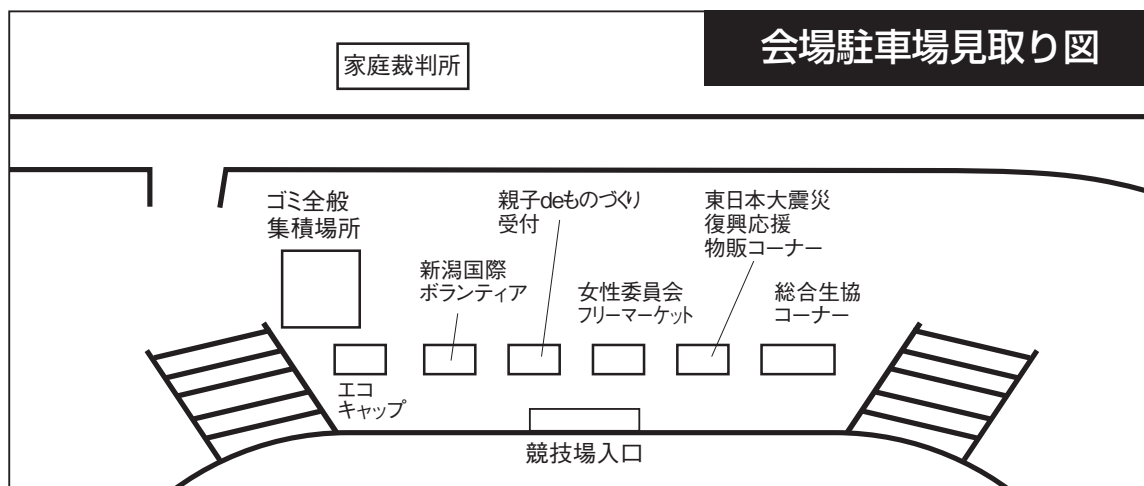 会場駐車場見取り図
家庭裁判所
ゴミ全般
集積場所
親子deものづくり
受付
東日本大震災
復興応援
物販コーナー
新潟国際
ボランティア
女性委員会
フリーマーケット
総合生協
コーナー
エコ
キャップ
競技場入口